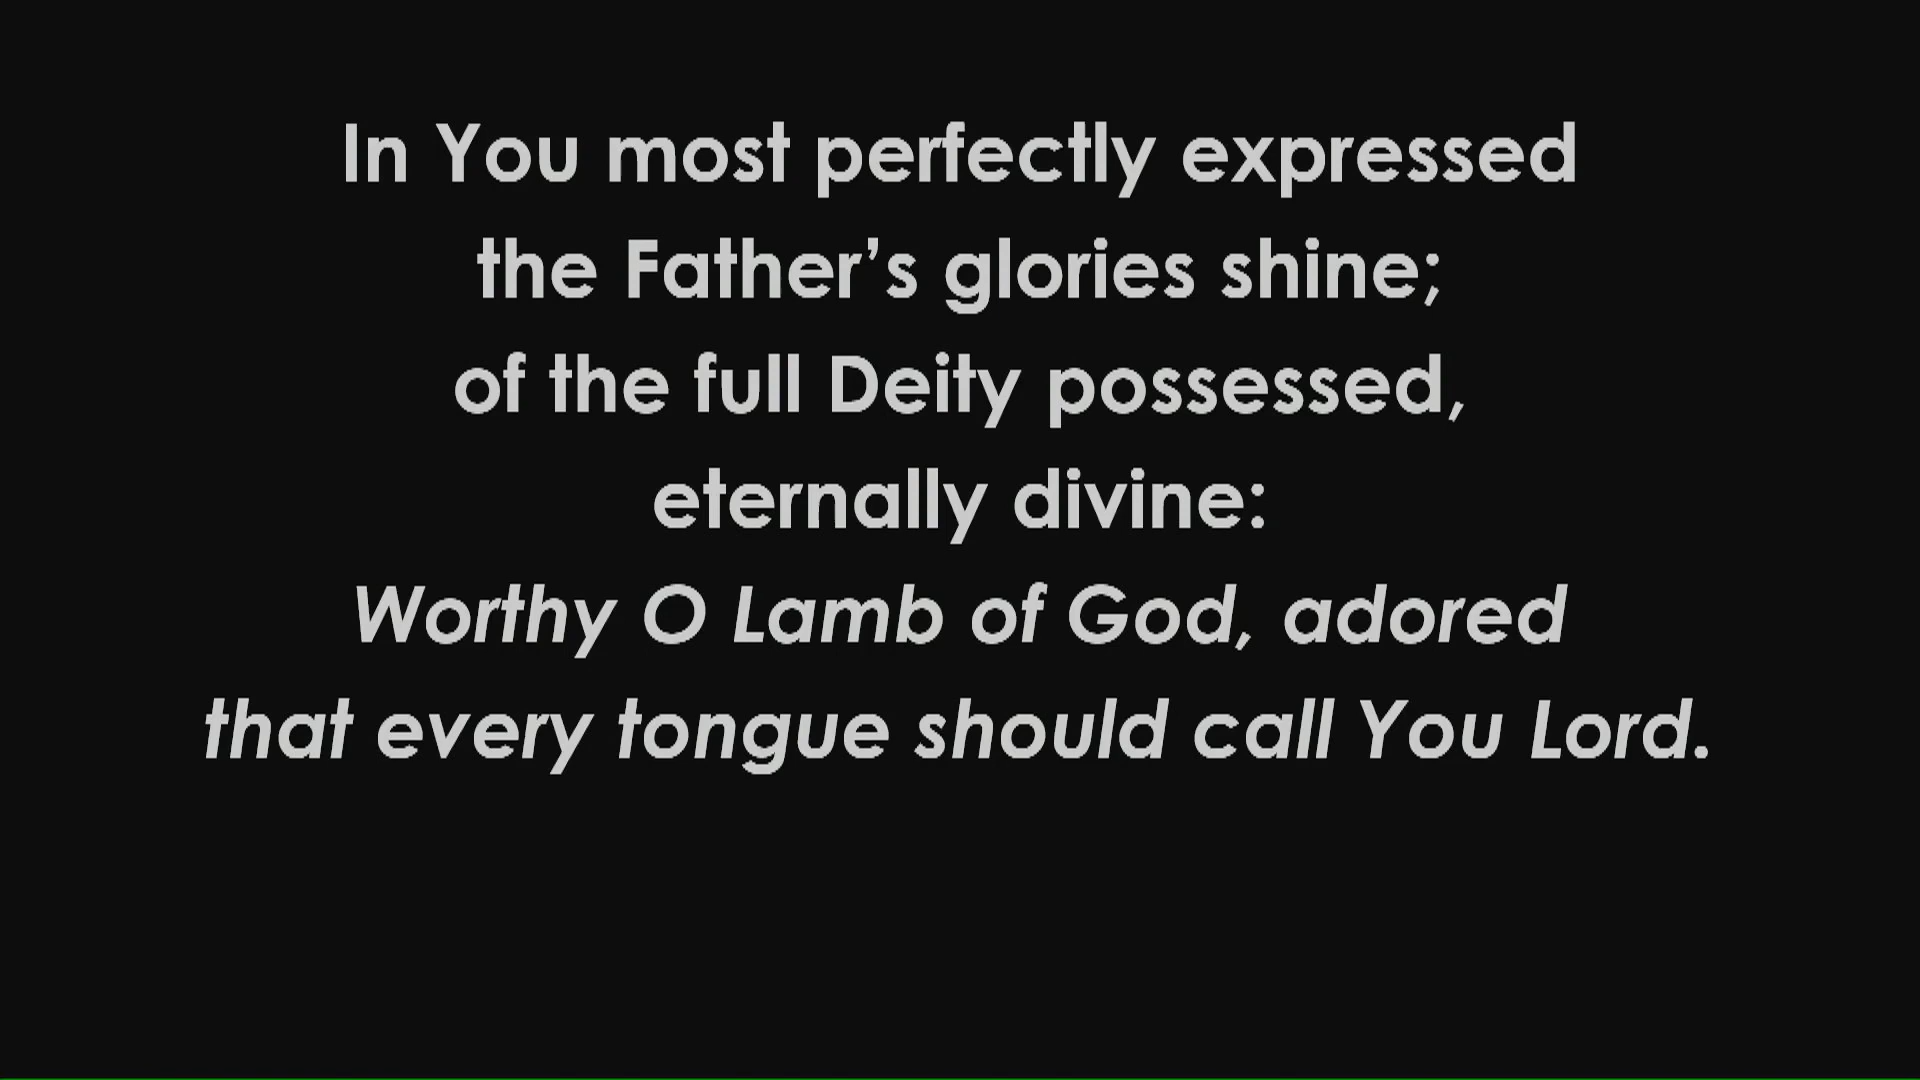 In You most perfectly expressed
the Father’s glories shine;
of the full Deity possessed,
eternally divine:
Worthy O Lamb of God, adored
that every tongue should call You Lord.